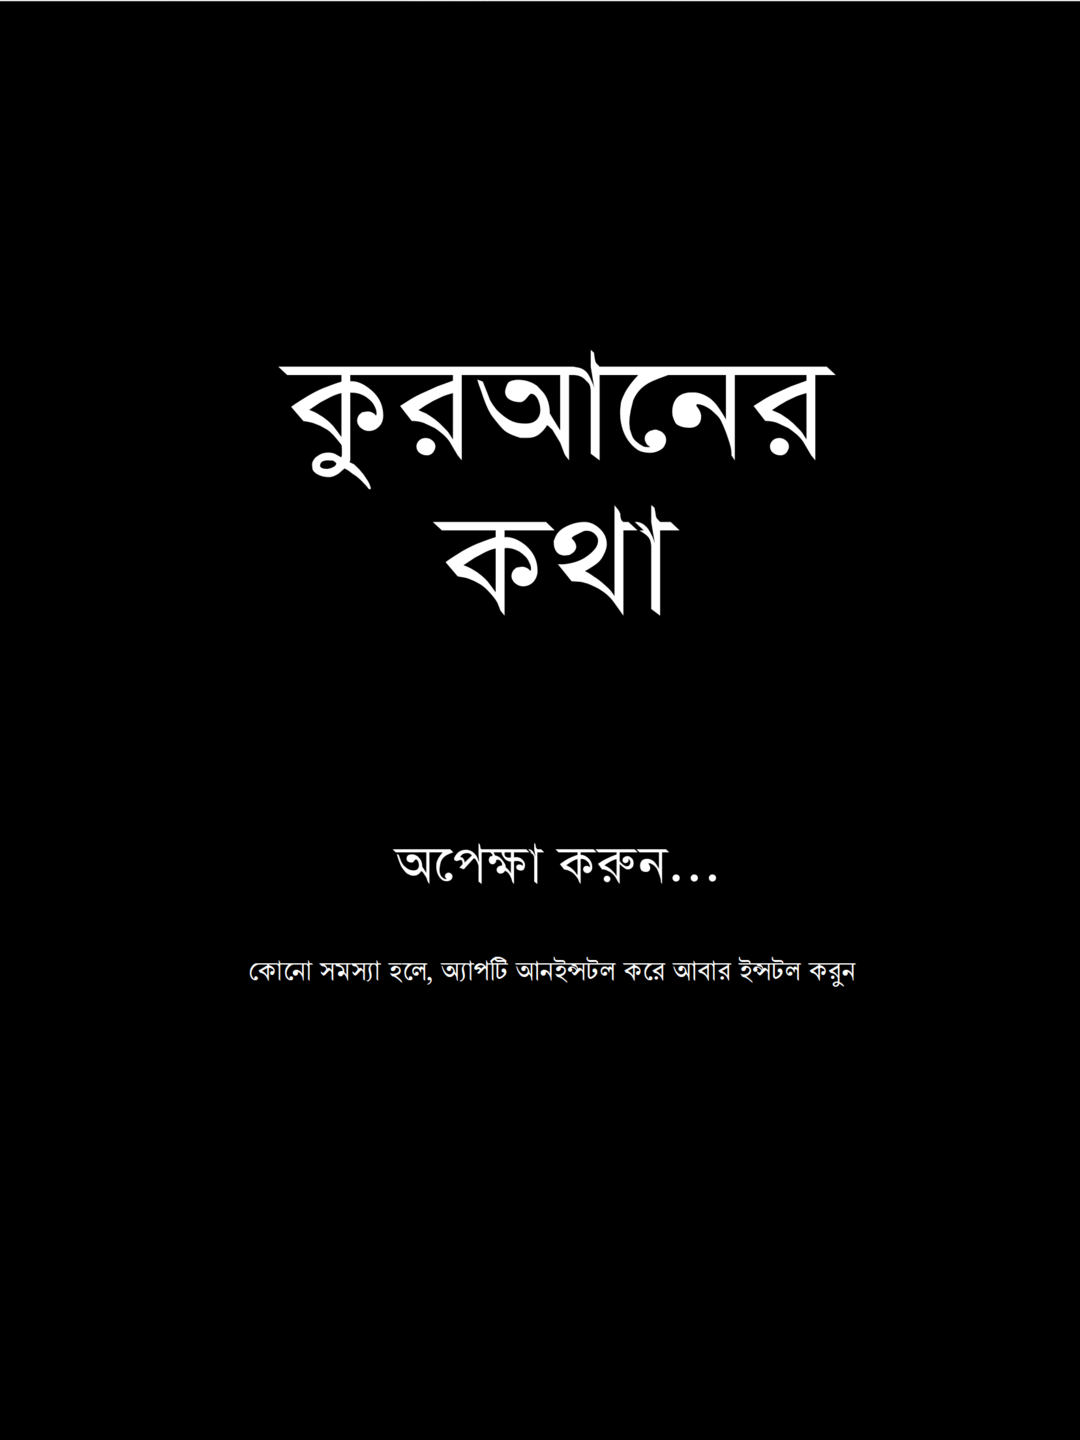 কুরআনের
কথা
অপেক্ষা করুন...
কোনো সমস্যা হলে, অ্যাপটি আনইন্সটল করে আবার ইন্সটল করুন